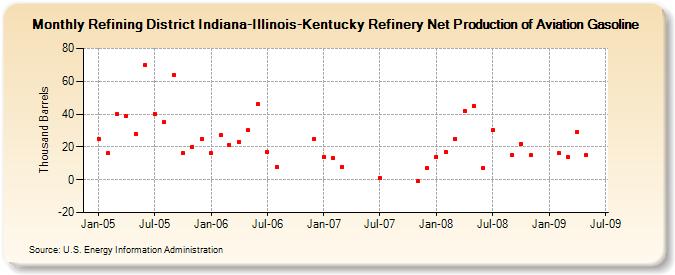 Monthly Refining District Indiana-Illinois-Kentucky Refinery Net Production of Aviation Gasoline
Thousand Barrels
80
60
40
20
0
-20
Jan-05 Jul-05 Jan-06 Jul-06 Jan-07 Jul-07 Jan-08 Jul-08 Jan-09 Jul-09
Source: U.S. Energy Information Administration